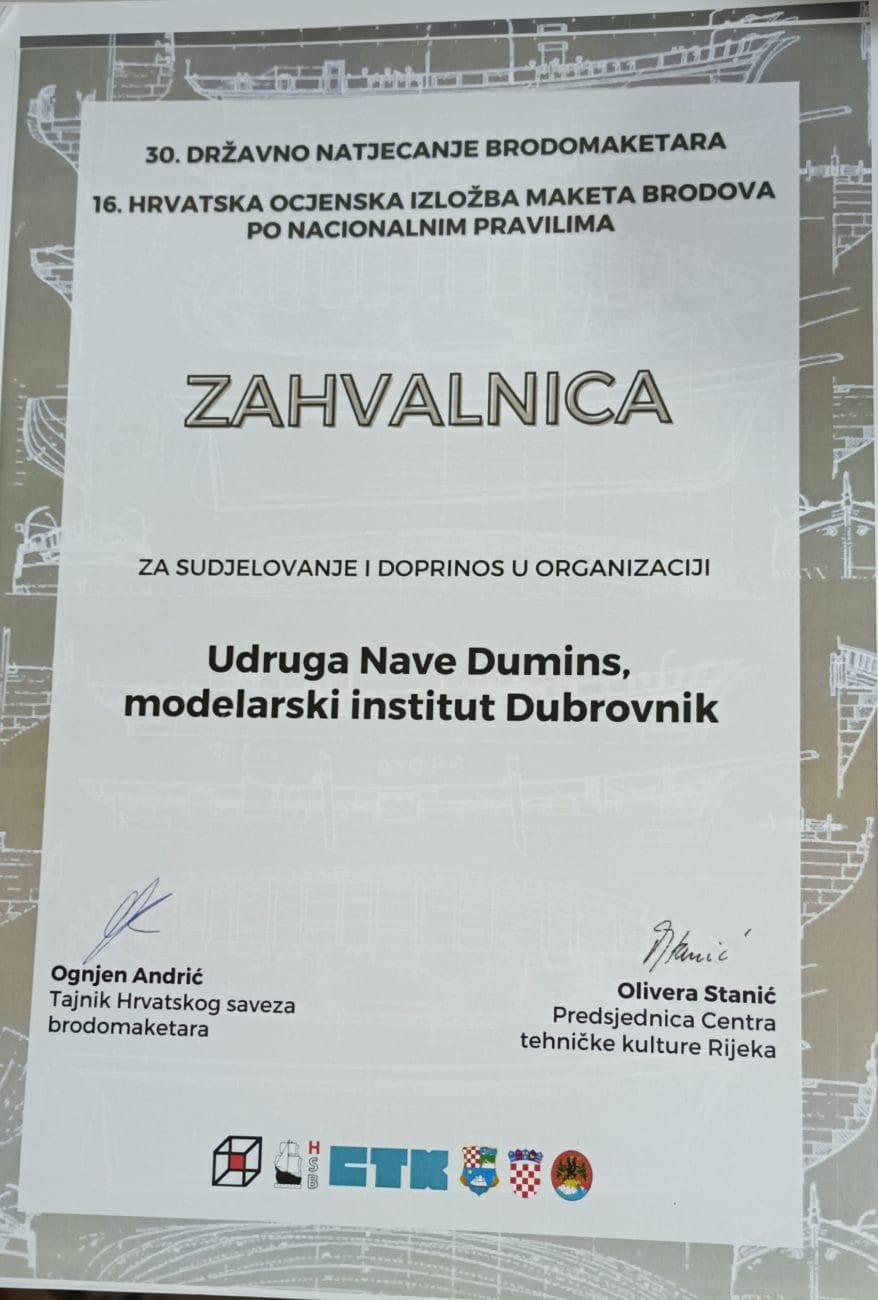 30. DRŽAVNO NATJECANJE BRODOMAKETARA
16. HRVATSKA OCJENSKA IZLOŽBA MAKETA BRODOVA
PO NACIONALNIM PRAVILIMA
ZAHVALNICA
ZA SUDJELOVANJE I DOPRINOS U ORGANIZACIJI
Udruga Nave Dumins,
modelarski institut Dubrovnik
Ognjen Andrić
Tajnik Hrvatskog saveza
brodomaketara
Stanić
Olivera Stanić
Predsjednica Centra
tehničke kulture Rijeka
HSB
CTK